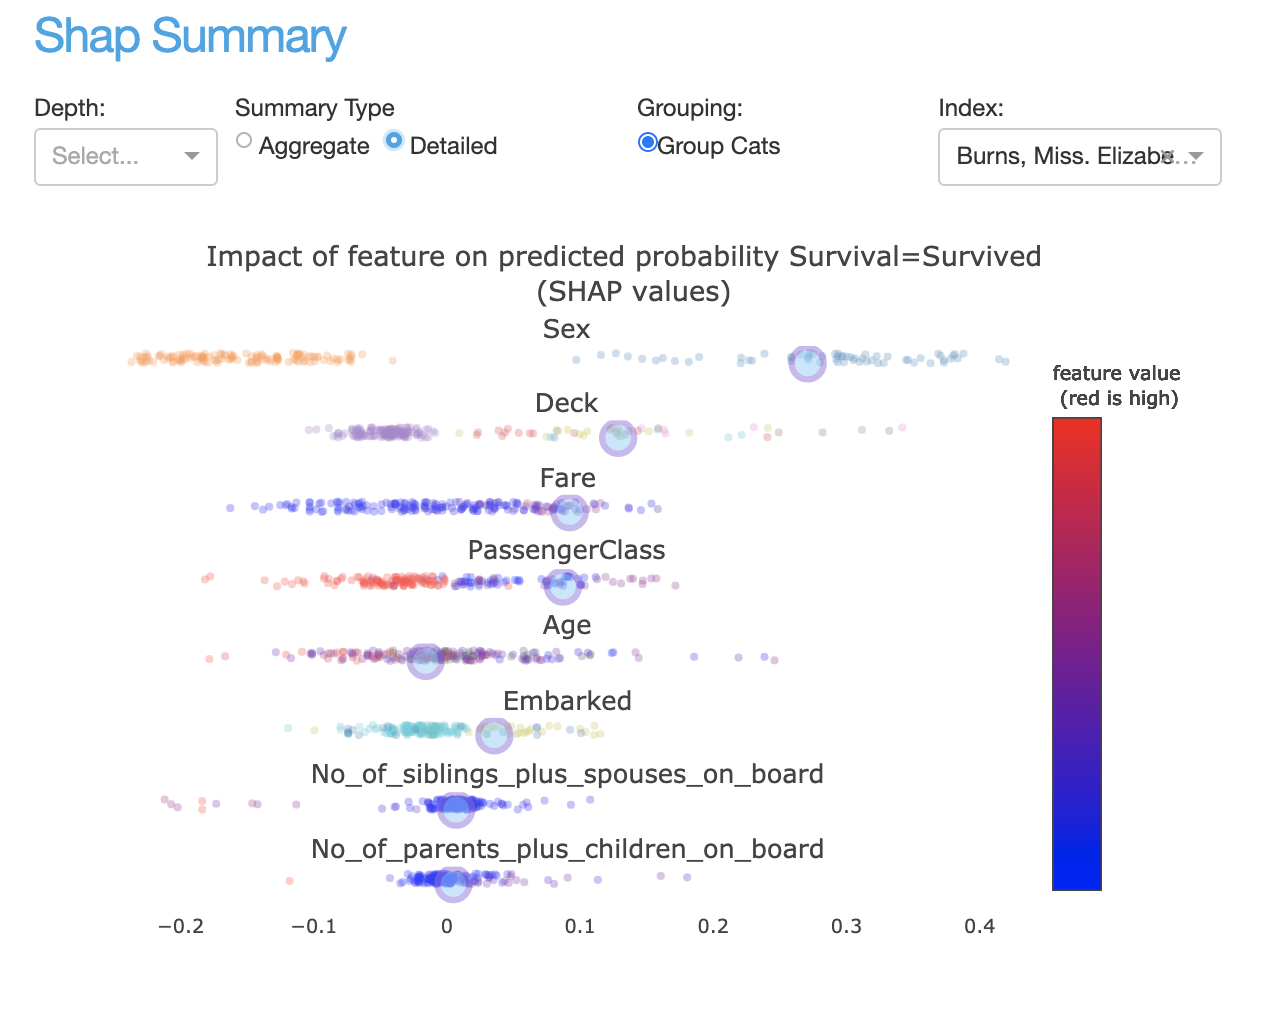 Shap Summary
Depth: Summary Type Grouping: Index:
Select... Aggregate Detailed Group Cats Burns, Miss. Elizabe...
Impact of feature on predicted probability Survival=Survived
(SHAP values)
Sex
feature value
(red is high)
Deck
Fare
PassengerClass
Age
Embarked
No_of_siblings_plus_spouses_on_board
No_of_parents_plus_children_on_board
−0.2 −0.1 0 0.1 0.2 0.3 0.4